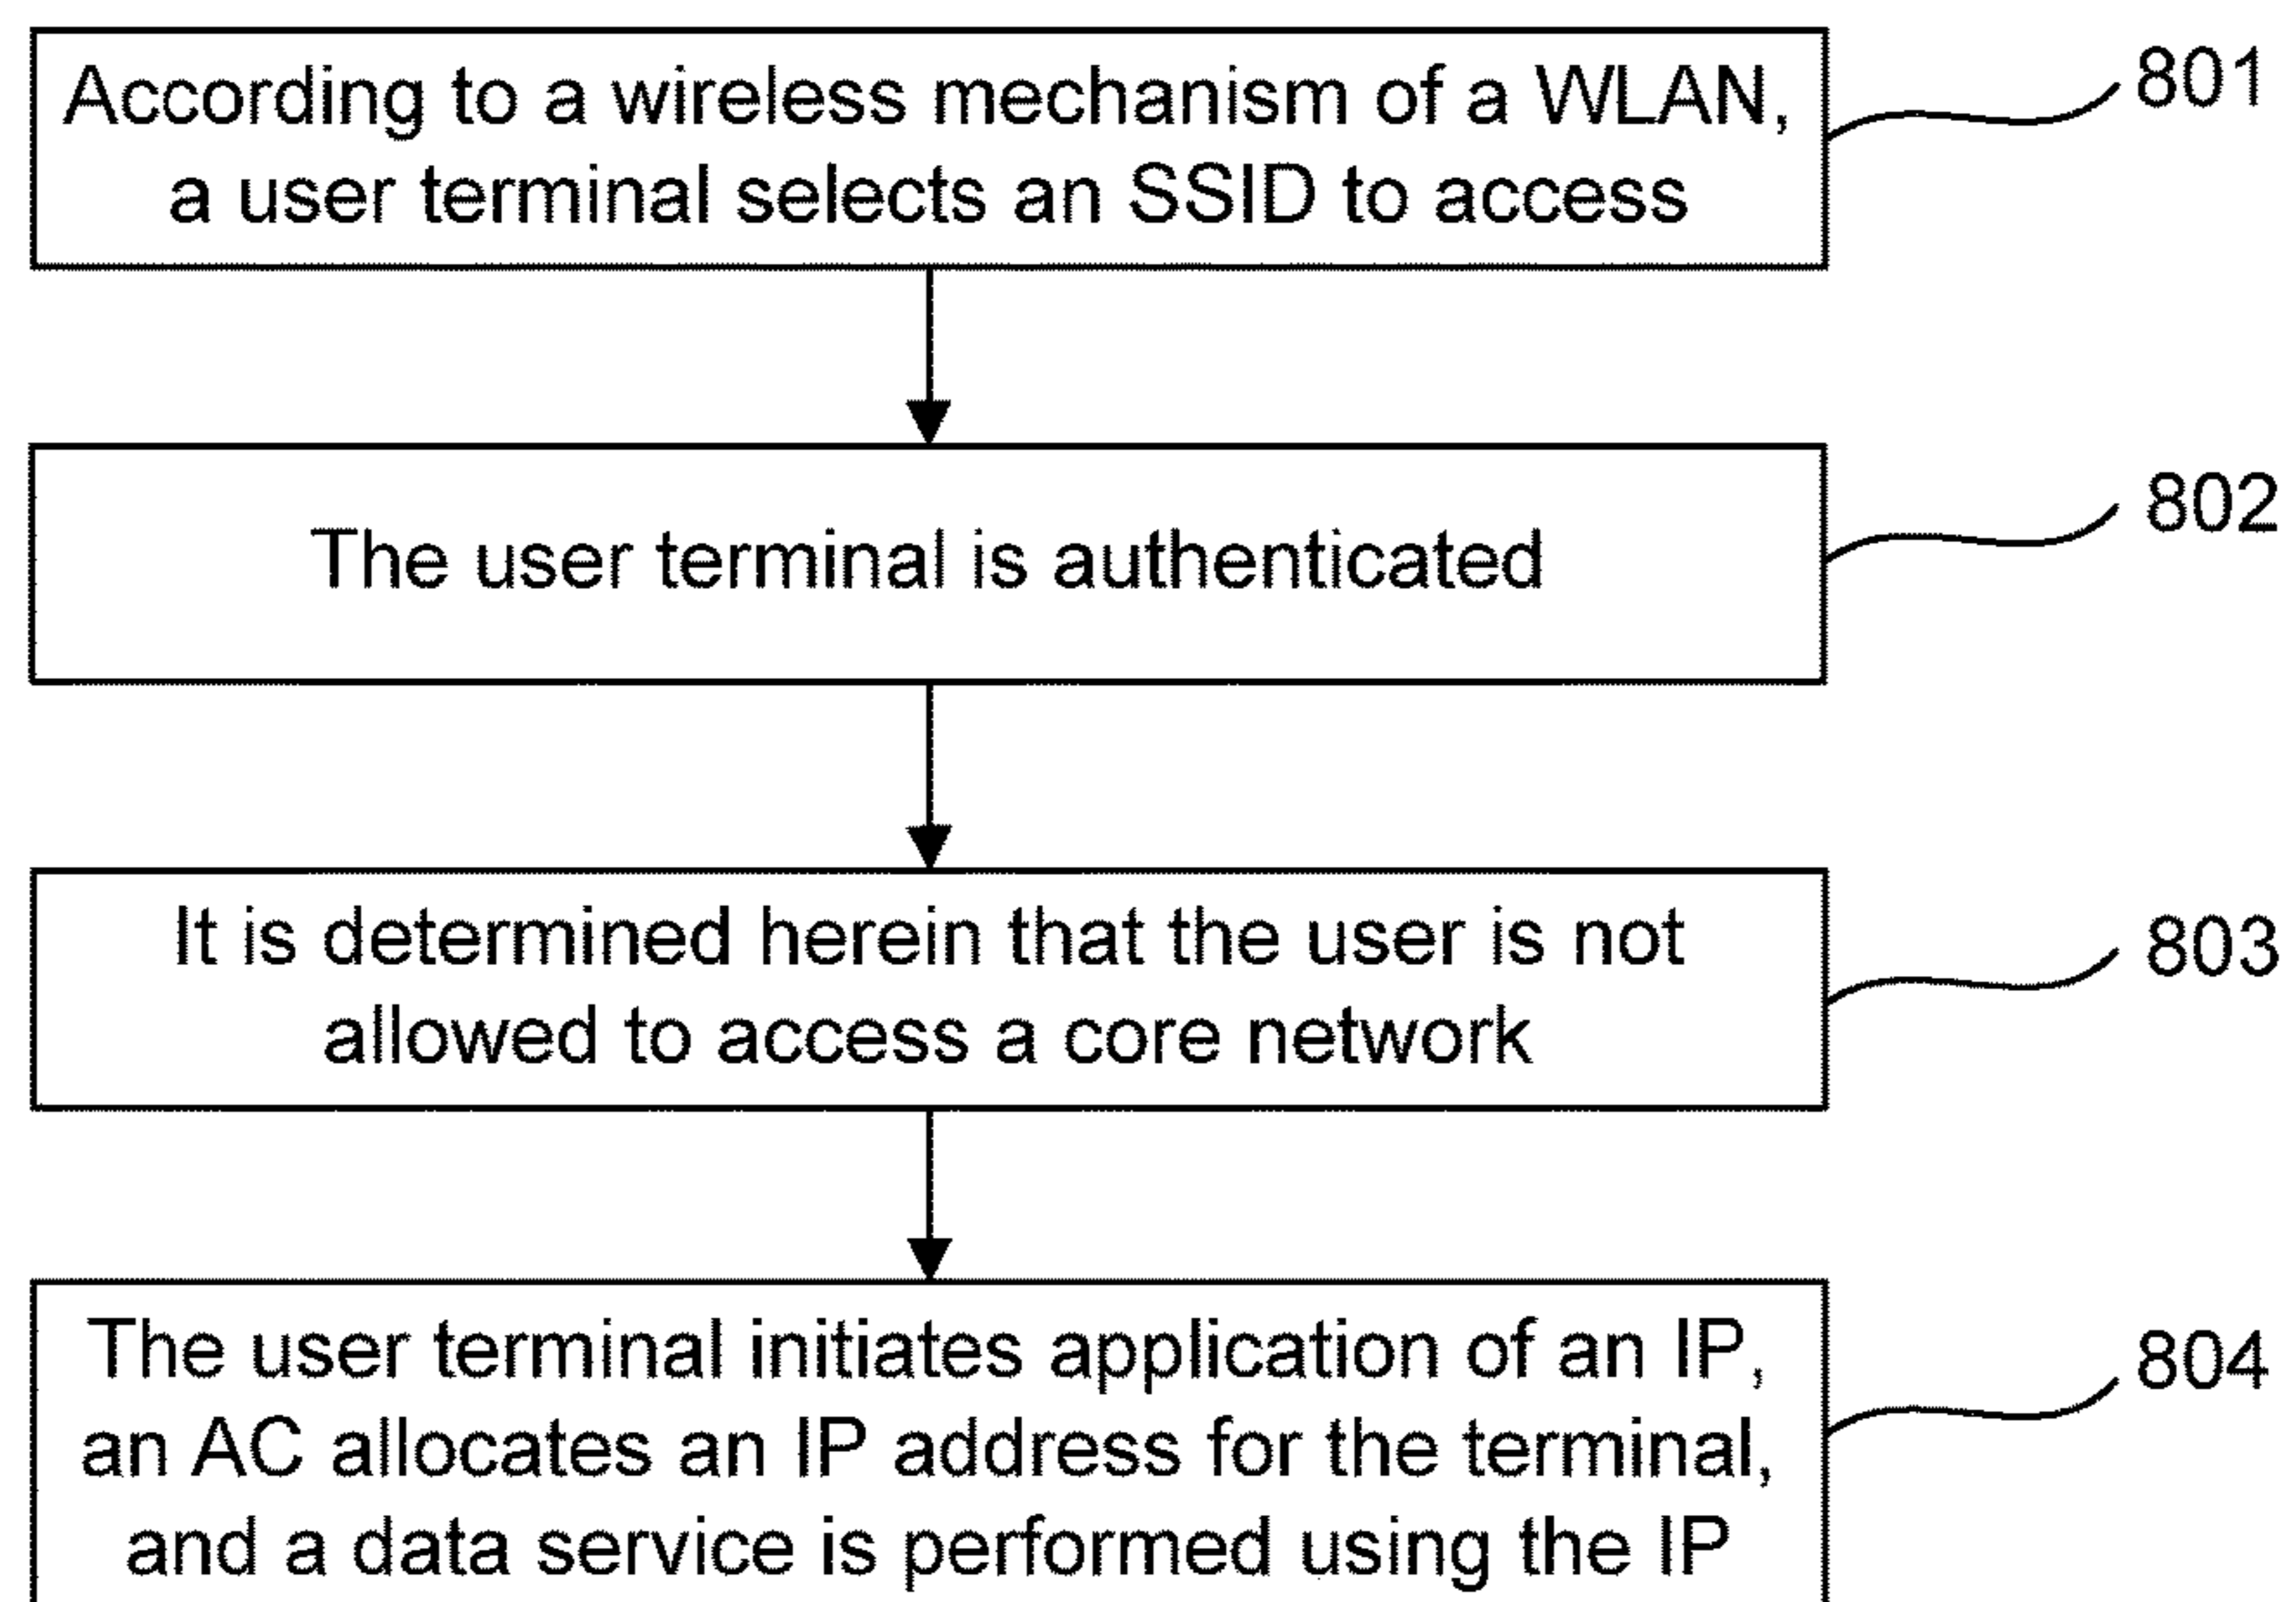 According to a wireless mechanism of a WLAN,
a user terminal selects an SSID to access
801
The user terminal is authenticated
802
It is determined herein that the user is not
allowed to access a core network
803
The user terminal initiates application of an IP,
an AC allocates an IP address for the terminal,
and a data service is performed using the IP
804